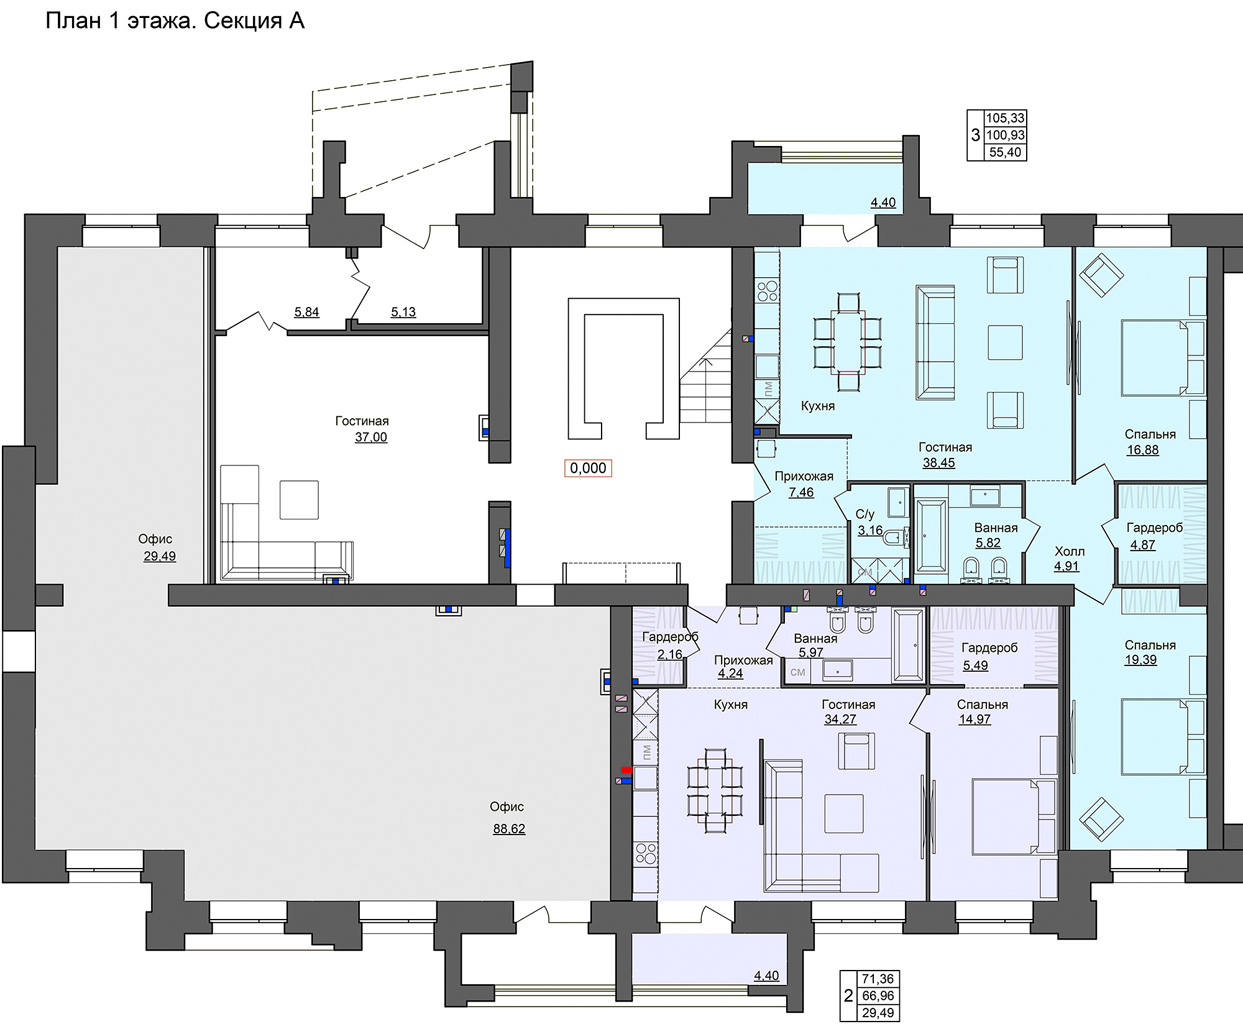 План 1 этажа. Секция А
3
105,33
100,93
55,40
4,40
5,84
5,13
Гостиная
37,00
0,000
ПМ
Кухня
Гостиная
38,45
Спальня
16,88
Прихожая
7,46
С/у
3,16
СМ
Ванная
5,82
Холл
4,91
Гардероб
4,87
Офис
29,49
Гардероб
2,16
Прихожая
4,24
Ванная
5,97
СМ
Гардероб
5,49
Спальня
19,39
Кухня
Гостиная
34,27
Спальня
14,97
ПМ
Офис
88,62
4,40
2
71,36
66,96
29,49